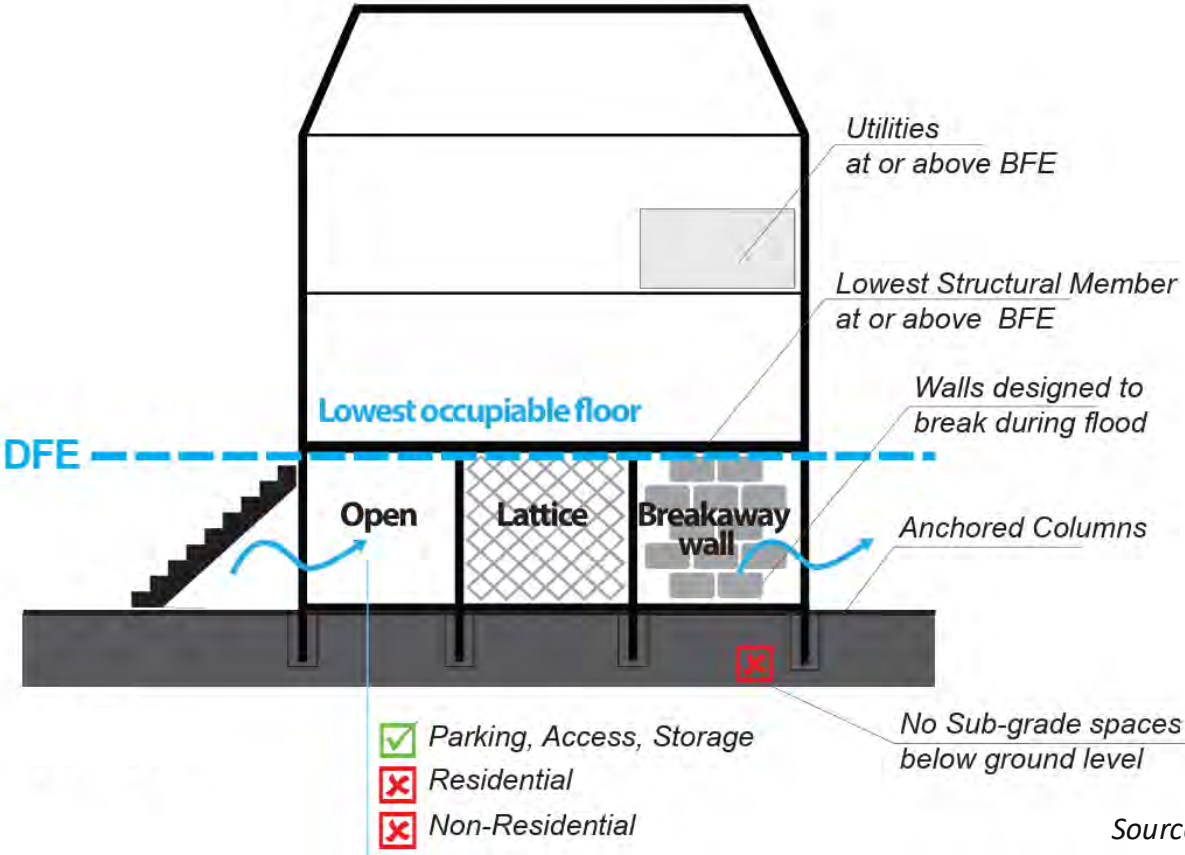 Utilities
at or above BFE
Lowest Structural Member
at or above BFE
Walls designed to
break during flood
Lowest occupiable floor
DFE
Open
Lattice
Breakaway
wall
Anchored Columns
No Sub-grade spaces
below ground level
Parking, Access, Storage
Residential
Non-Residential